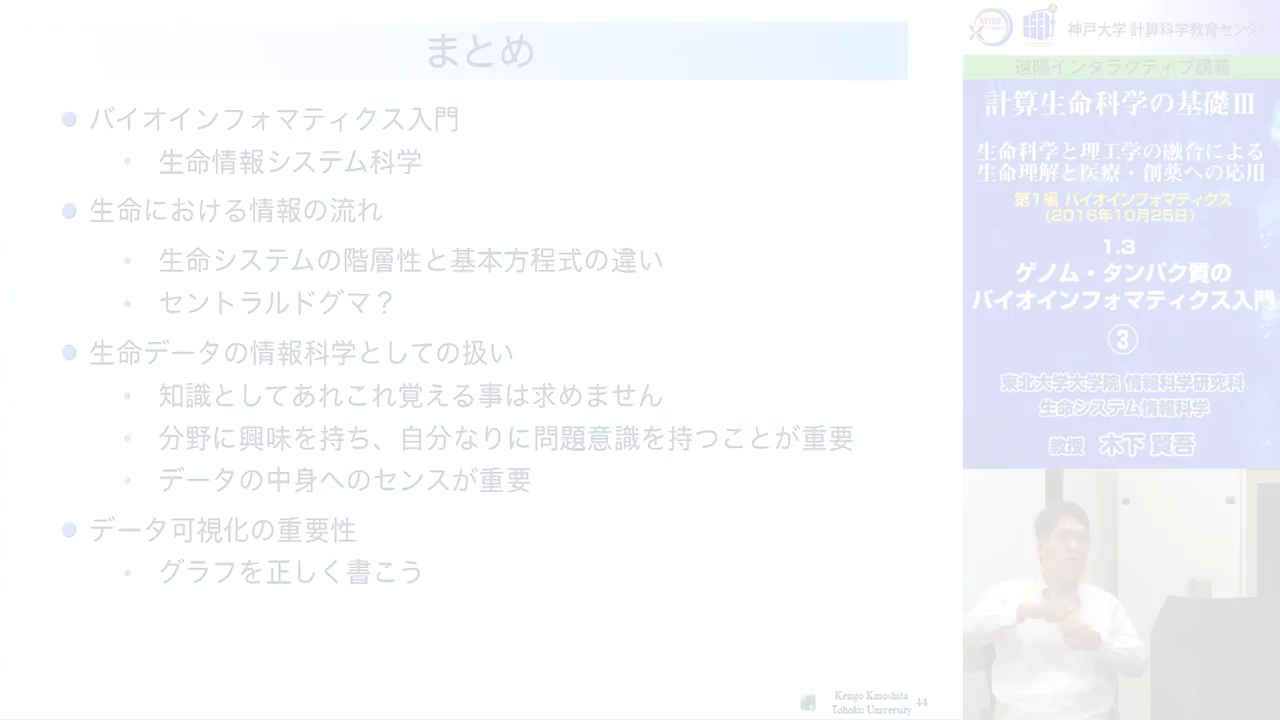 まとめ
バイオインフォマティクス入門
生命情報システム科学
生命における情報の流れ
生命システムの階層性と基本方程式の違い
セントラルドグマ？
生命データの情報科学としての扱い
知識としてあれこれ覚える事は求めません
分野に興味を持ち、自分なりに問題意識を持つことが重要
データの中身へのセンスが重要
データ可視化の重要性
グラフを正しく書こう
Kengo Kinoshita
Tohoku University
44
KOBE
神戸大学 計算科学教育センター
遠隔インタラクティブ講義
計算生命科学の基礎Ⅲ
生命科学と理工学の融合による
生命理解と医療・創薬への応用
第1編 バイオインフォマティクス
(2016年10月25日)
1.3
ゲノム・タンパク質の
バイオインフォマティクス入門
③
東北大学大学院 情報科学研究科
生命システム情報科学
教授 木下 賢吾